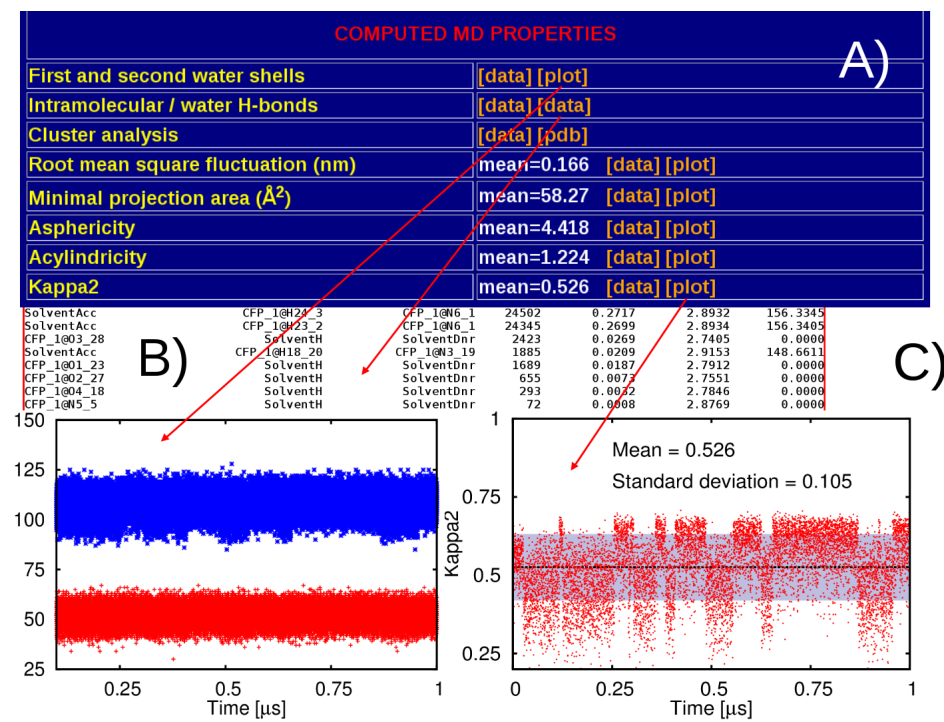 COMPUTED MD PROPERTIES
A)
First and second water shells [data] [plot]
Intramolecular / water H-bonds [data] [data]
Cluster analysis [data] [pdb]
Root mean square fluctuation (nm) mean=0.166 [data] [plot]
Minimal projection area (Å²) mean=58.27 [data] [plot]
Asphericity mean=4.418 [data] [plot]
Acylindricity mean=1.224 [data] [plot]
Kappa2 mean=0.526 [data] [plot]
SolventAcc CFP_1@H24_3 CFP_1@N6_1 24502 0.2717 2.8932 156.3345
SolventAcc CFP_1@H23_2 CFP_1@N6_1 24345 0.2699 2.8934 156.3405
CFP_1@O3_28 SolventH SolventDnr 2423 0.0269 2.7405 0.0000
SolventAcc CFP_1@H18_20 CFP_1@N3_19 1885 0.0209 2.9153 148.6611
CFP_1@O1_23 SolventH SolventDnr 1689 0.0187 2.7912 0.0000
CFP_1@O2_27 SolventH SolventDnr 655 0.0073 2.7551 0.0000
CFP_1@O4_18 SolventH SolventDnr 293 0.0032 2.7846 0.0000
CFP_1@N5_5 SolventH SolventDnr 72 0.0008 2.8769 0.0000
B)
C)
150
125
100
75
50
25
0.25 0.5 0.75 1
Time [µs]
Mean = 0.526
Standard deviation = 0.105
Kappa2
1
0.75
0.5
0.25
0 0.25 0.5 0.75 1
Time [µs]